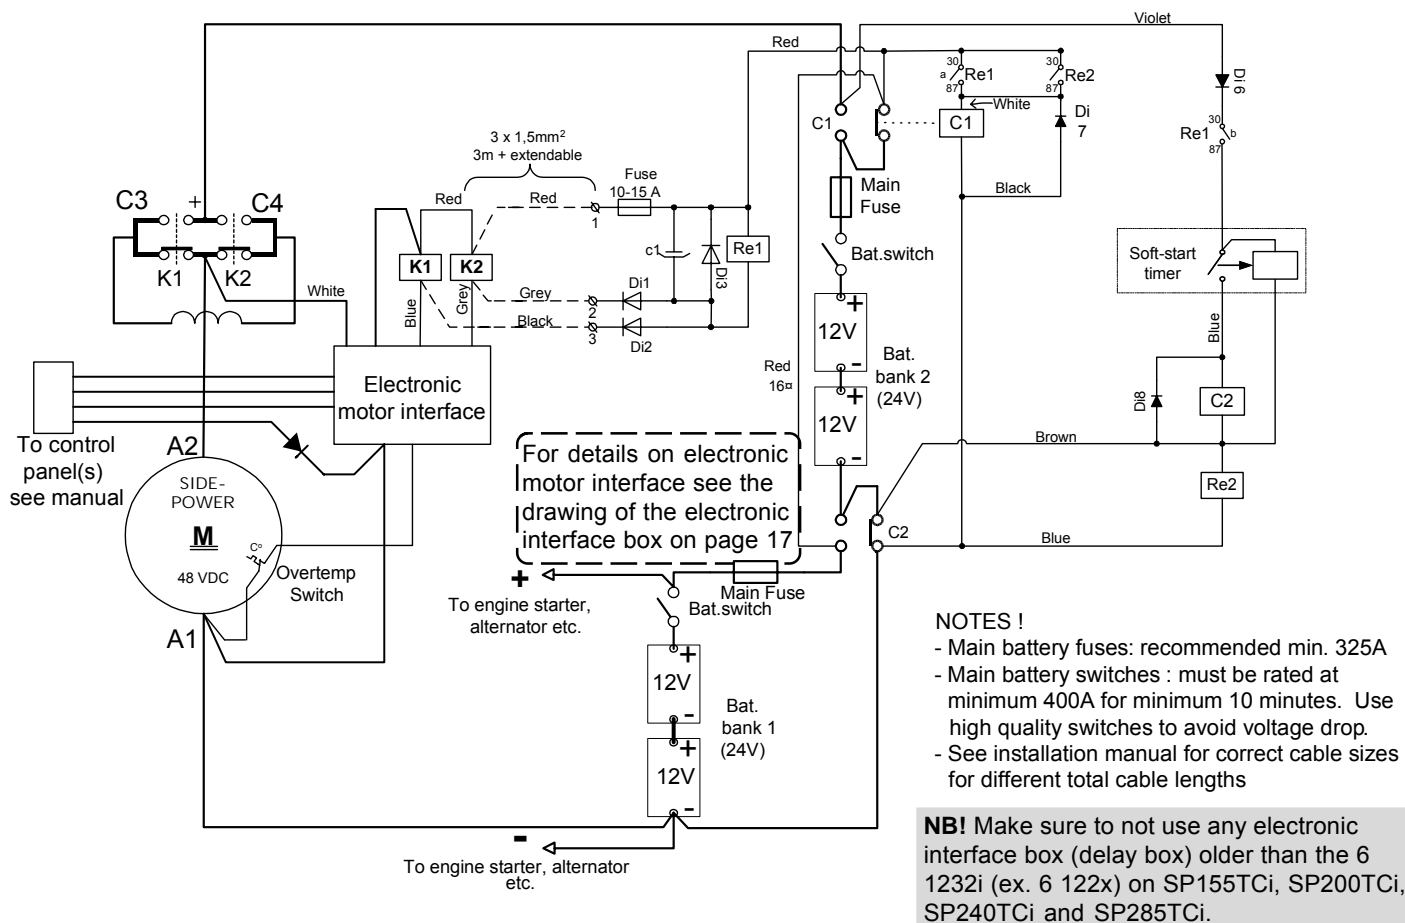 Violet
Red
30
a
Re1
87
30
Re2
87
White
Di 6
30
Re1
b
87
C1
C1
Di
7
3 x 1,5mm²
3m + extendable
Fuse
10-15 A
Main
Fuse
Black
C3
+
C4
Red
Red
1
K1
K2
c1
Di3
Re1
Bat.switch
Soft-start
timer
K1
K2
White
Blue
Grey
Grey
2
Di1
Black
3
Di2
+
12V
-
Bat.
bank 2
(24V)
Red
16¤
+
12V
-
Blue
Di8
C2
Electronic
motor interface
To control
panel(s)
see manual
A2
Brown
For details on electronic
motor interface see the
drawing of the electronic
interface box on page 17
Re2
SIDE-
POWER
M
48 VDC
C°
Overtemp
Switch
C2
Blue
+
To engine starter,
alternator etc.
Main Fuse
Bat.switch
A1
+
12V
-
Bat.
bank 1
(24V)
+
12V
-
-
To engine starter, alternator
etc.
NOTES !
- Main battery fuses: recommended min. 325A
- Main battery switches : must be rated at
minimum 400A for minimum 10 minutes. Use
high quality switches to avoid voltage drop.
- See installation manual for correct cable sizes
for different total cable lengths
NB! Make sure to not use any electronic
interface box (delay box) older than the 6
1232i (ex. 6 122x) on SP155TCi, SP200TCi,
SP240TCi and SP285TCi.